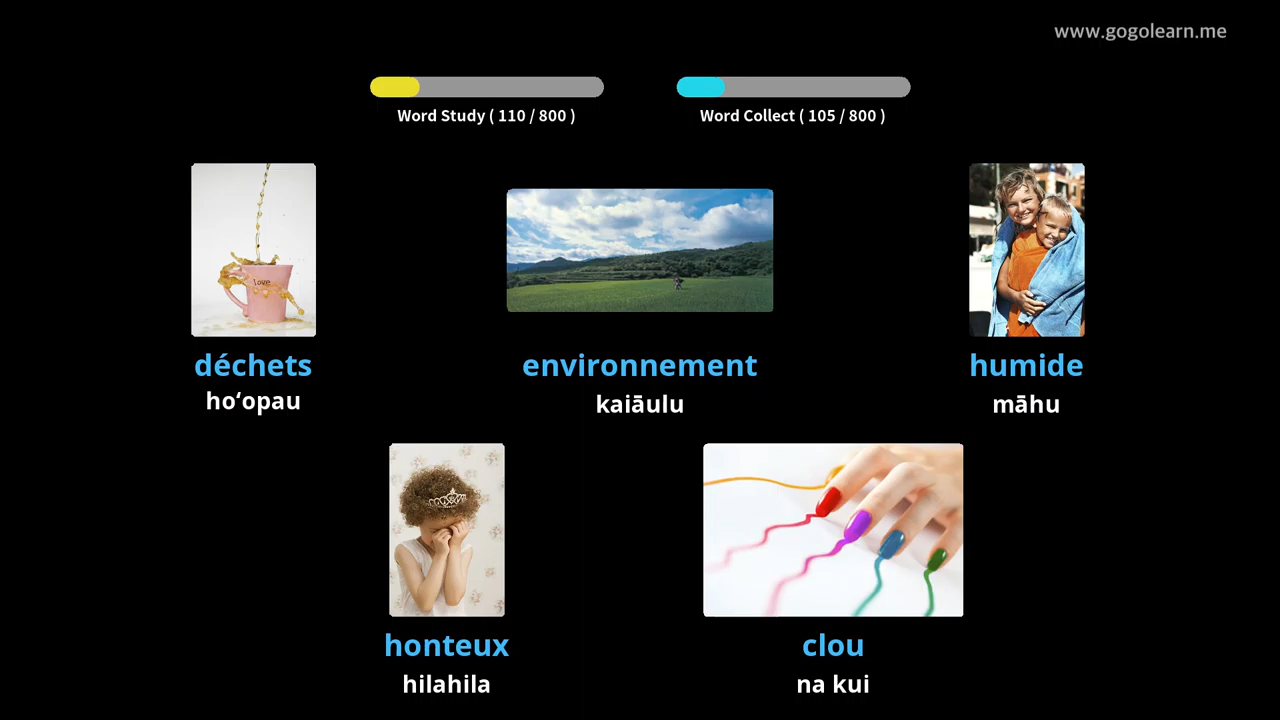 www.gogolearn.me
Word Study ( 110 / 800 )
Word Collect ( 105 / 800 )
love
déchets
hoʻopau
environnement
kaiāulu
humide
māhu
honteux
hilahila
clou
na kui